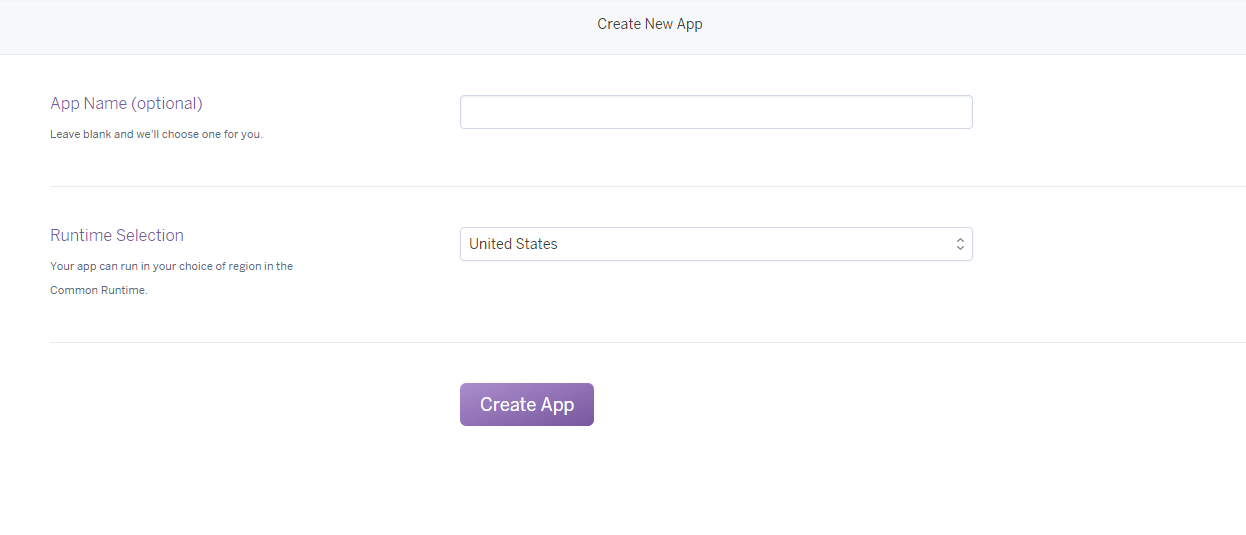 Create New App
App Name (optional)
Leave blank and we'll choose one for you.
Runtime Selection
United States
Your app can run in your choice of region in the
Common Runtime.
Create App